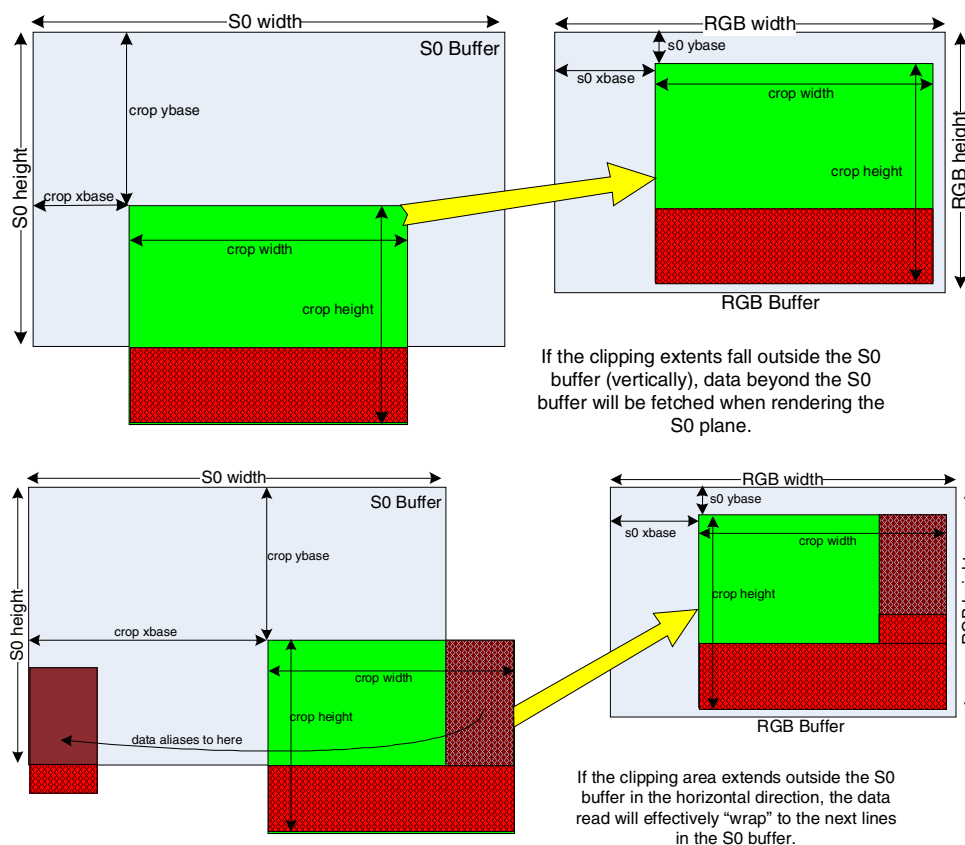 S0 width
S0 Buffer
crop ybase
S0 height
crop xbase
crop width
crop height
RGB width
s0 ybase
s0 xbase
crop width
crop height
RGB height
RGB Buffer
If the clipping extents fall outside the S0
buffer (vertically), data beyond the S0
buffer will be fetched when rendering the
S0 plane.
S0 width
S0 Buffer
crop ybase
S0 height
crop xbase
crop width
crop height
data aliases to here
RGB width
s0 ybase
s0 xbase
crop width
crop height
RGB Buffer
If the clipping area extends outside the S0
buffer in the horizontal direction, the data
read will effectively “wrap” to the next lines
in the S0 buffer.